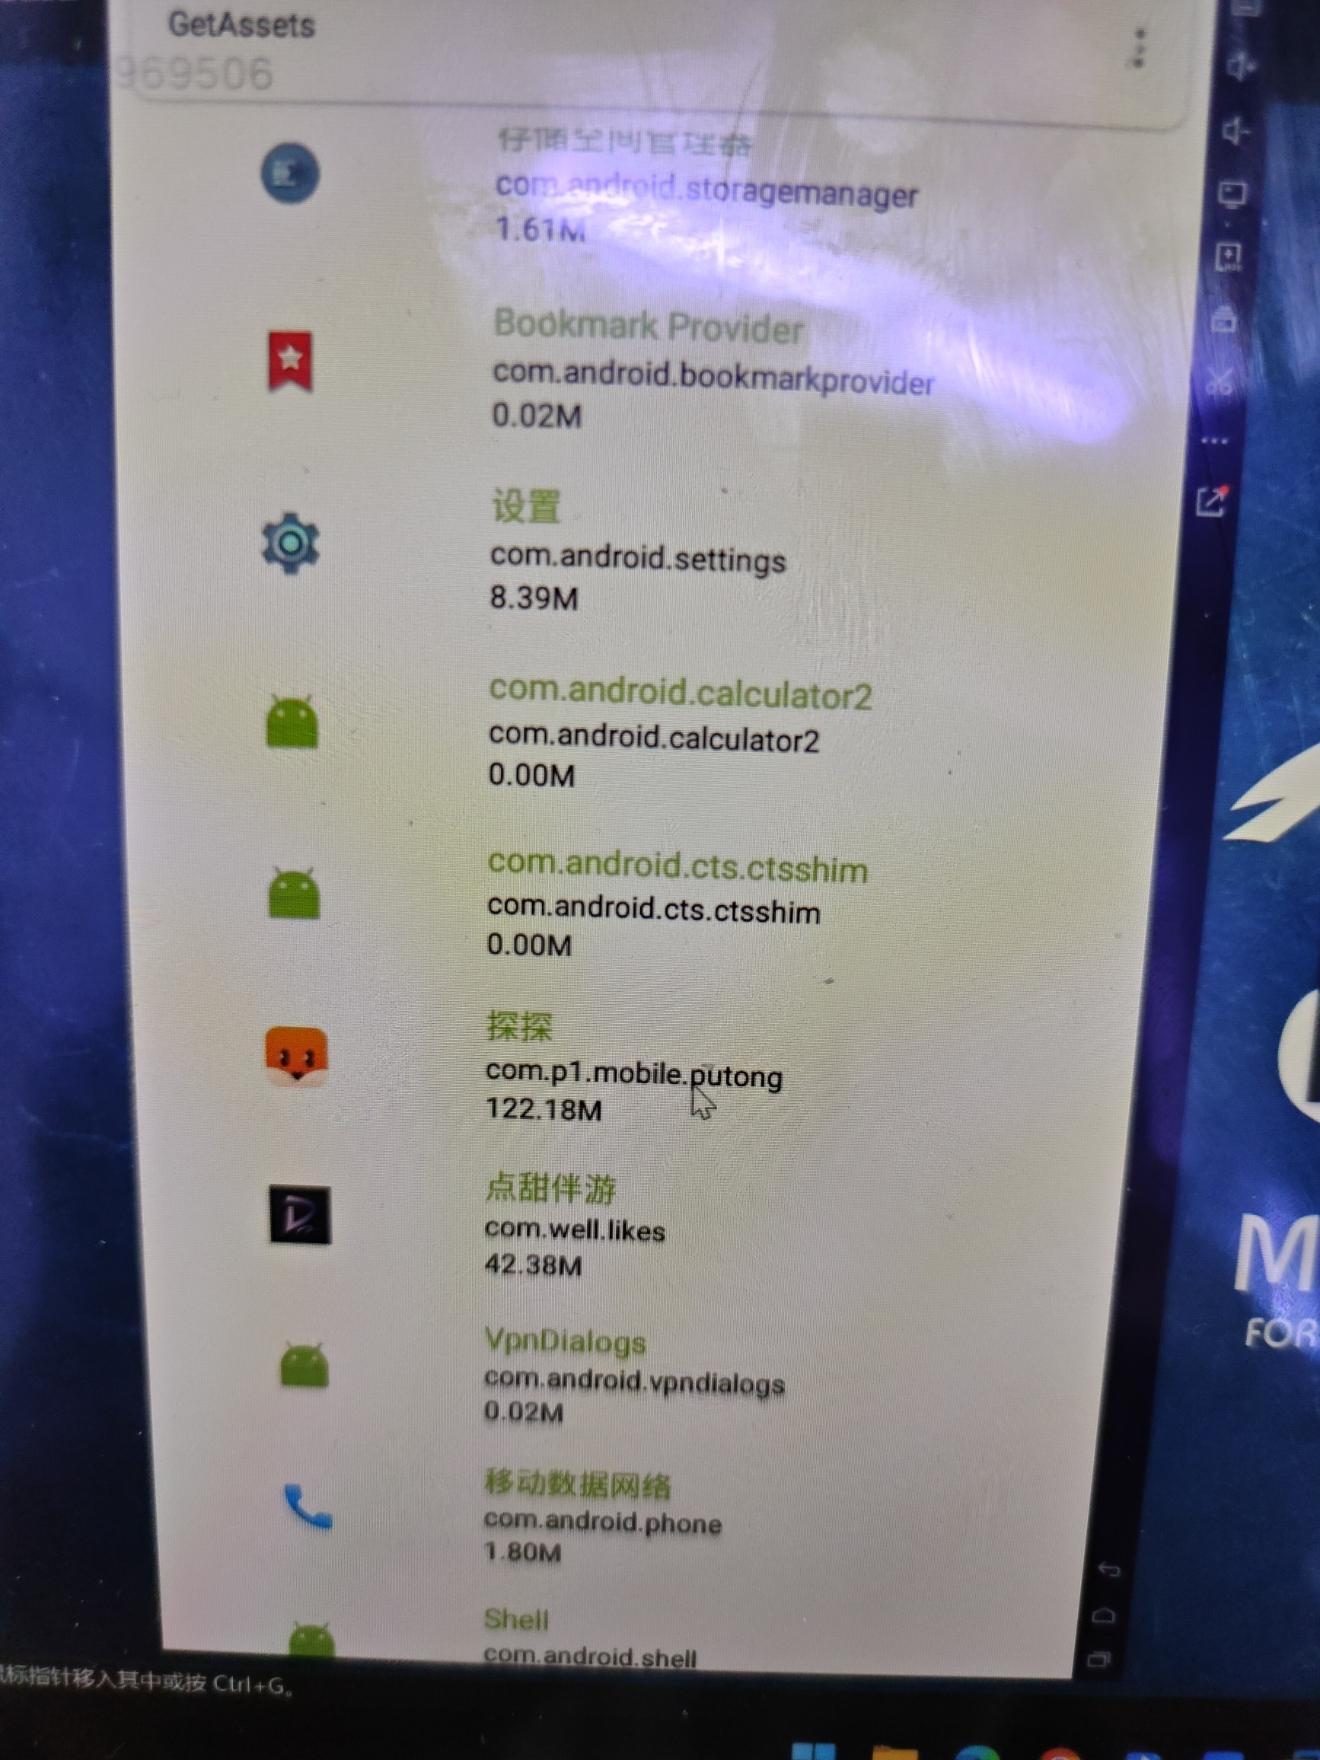 GetAssets
969506
存储空间管理器
com.android.storagemanager
1.61M
Bookmark Provider
com.android.bookmarkprovider
0.02M
设置
com.android.settings
8.39M
com.android.calculator2
com.android.calculator2
0.00M
com.android.cts.ctsshim
com.android.cts.ctsshim
0.00M
探探
com.p1.mobile.putong
122.18M
点甜伴游
com.well.likes
42.38M
VpnDialogs
com.android.vpndialogs
0.02M
移动数据网络
com.android.phone
1.80M
Shell
com.android.shell
M
FOR
标指针移入其中或按 Ctrl+G。